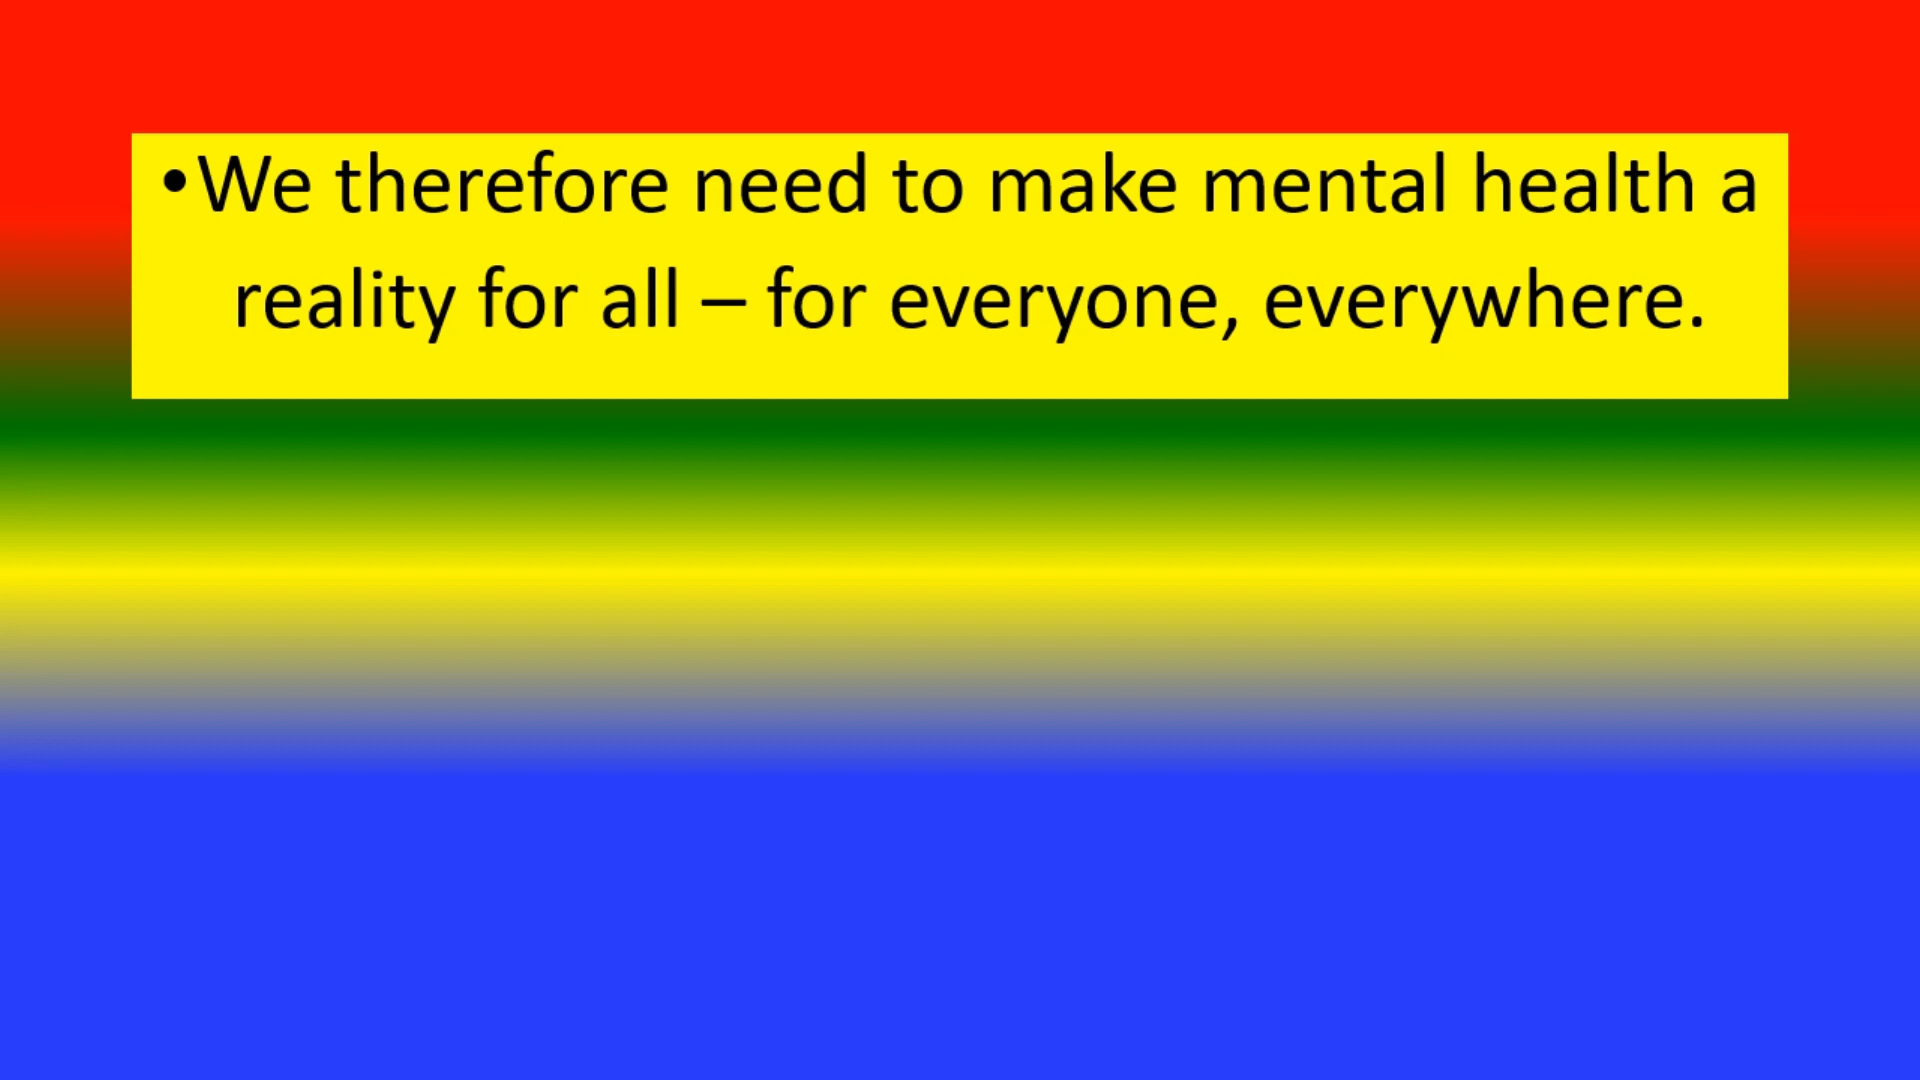 •We therefore need to make mental health a
reality for all – for everyone, everywhere.